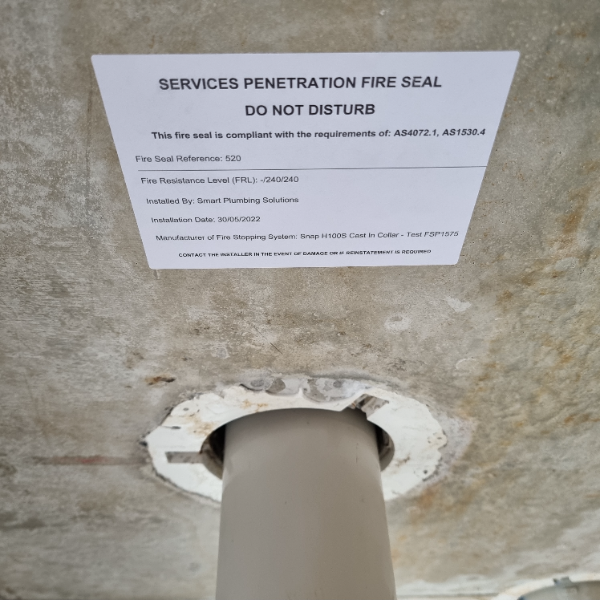 SERVICES PENETRATION FIRE SEAL
DO NOT DISTURB
This fire seal is compliant with the requirements of: AS4072.1, AS1530.4
Fire Seal Reference: 520
Fire Resistance Level (FRL): -/240/240
Installed By: Smart Plumbing Solutions
Installation Date: 30/05/2022
Manufacturer of Fire Stopping System: Snap H100S Cast In Collar - Test FSP1575
CONTACT THE INSTALLER IN THE EVENT OF DAMAGE OR IF REINSTATEMENT IS REQUIRED